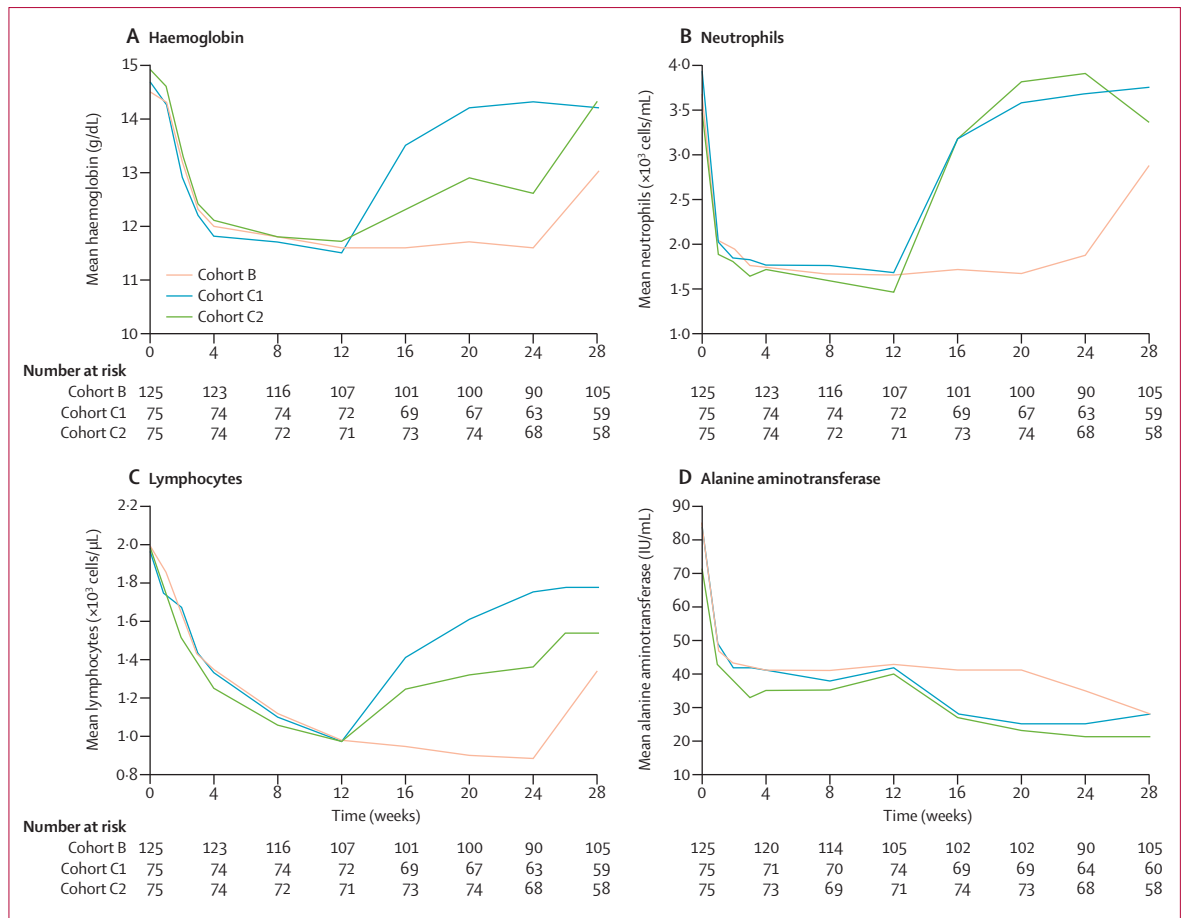 A Haemoglobin
Mean haemoglobin (g/dL)
15
14
13
12
11
10
Cohort B
Cohort C1
Cohort C2
0 4 8 12 16 20 24 28
Number at risk
Cohort B 125 123 116 107 101 100 90 105
Cohort C1 75 74 74 72 69 67 63 59
Cohort C2 75 74 72 71 73 74 68 58
B Neutrophils
Mean neutrophils (×10³ cells/mL)
4·0
3·5
3·0
2·5
2·0
1·5
1·0
0 4 8 12 16 20 24 28
125 123 116 107 101 100 90 105
75 74 74 72 69 67 63 59
75 74 72 71 73 74 68 58
C Lymphocytes
Mean lymphocytes (×10³ cells/μL)
2·2
2·0
1·8
1·6
1·4
1·2
1·0
0·8
0 4 8 12 16 20 24 28
Time (weeks)
Number at risk
Cohort B 125 123 116 107 101 100 90 105
Cohort C1 75 74 74 72 69 67 63 59
Cohort C2 75 74 72 71 73 74 68 58
D Alanine aminotransferase
Mean alanine aminotransferase (IU/mL)
90
80
70
60
50
40
30
20
10
0 4 8 12 16 20 24 28
Time (weeks)
125 120 114 105 102 102 90 105
75 71 70 74 69 69 64 60
75 73 69 71 74 73 68 58